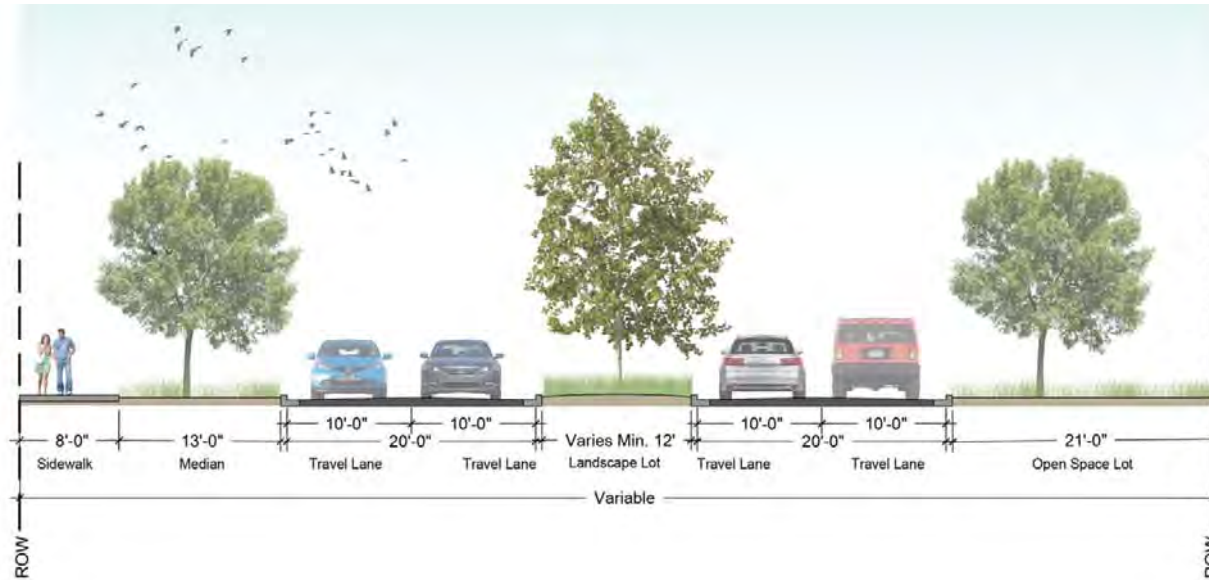 10'-0" 10'-0" 10'-0" 10'-0"
8'-0" 13'-0" 20'-0" Varies Min. 12' 20'-0" 21'-0"
Sidewalk Median Travel Lane Travel Lane Landscape Lot Travel Lane Travel Lane Open Space Lot
Variable
ROW ROW